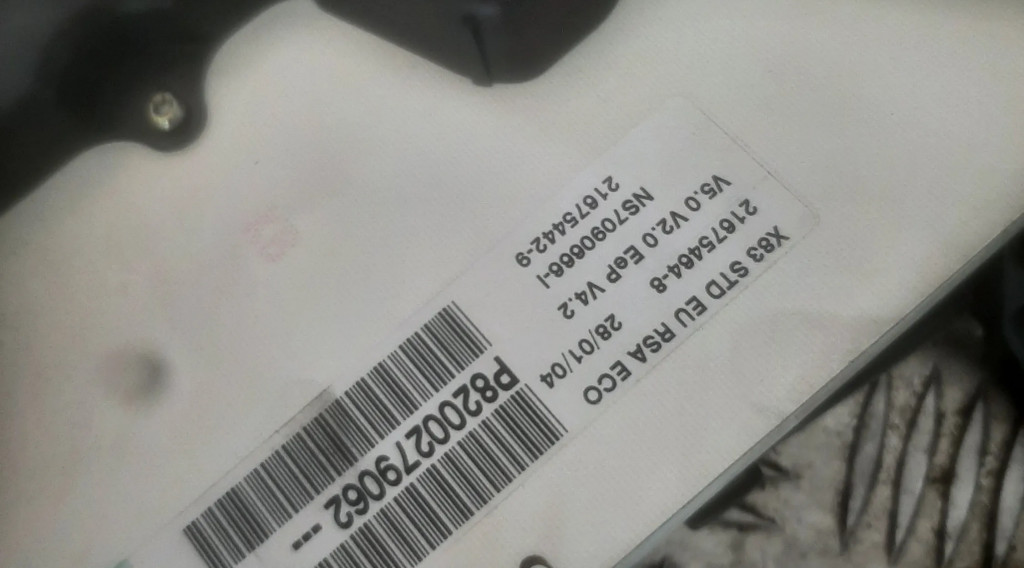 X83 STD EU RSA ECO
21675464-8 28/01/04
V5.0 V2.0 EeP V4.2
NS7090666-I
21675442-9
P8200279062 ---